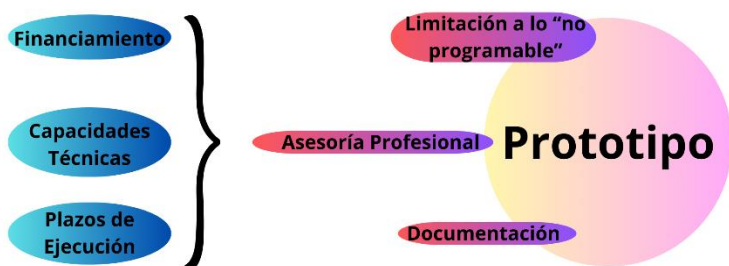 Financiamiento
Capacidades
Técnicas
Plazos de
Ejecución
Limitación a lo “no
programable”
Asesoría Profesional
Documentación
Prototipo